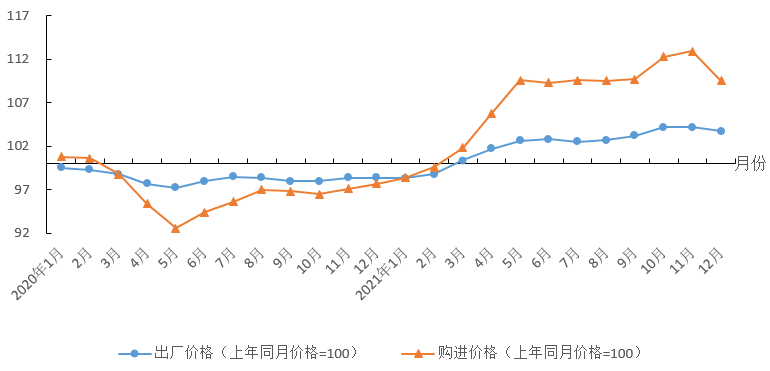 117
112
107
102
97
92
月份
2020年1月
2月
3月
4月
5月
6月
7月
8月
9月
10月
11月
12月
2021年1月
2月
3月
4月
5月
6月
7月
8月
9月
10月
11月
12月
出厂价格（上年同月价格=100） 购进价格（上年同月价格=100）